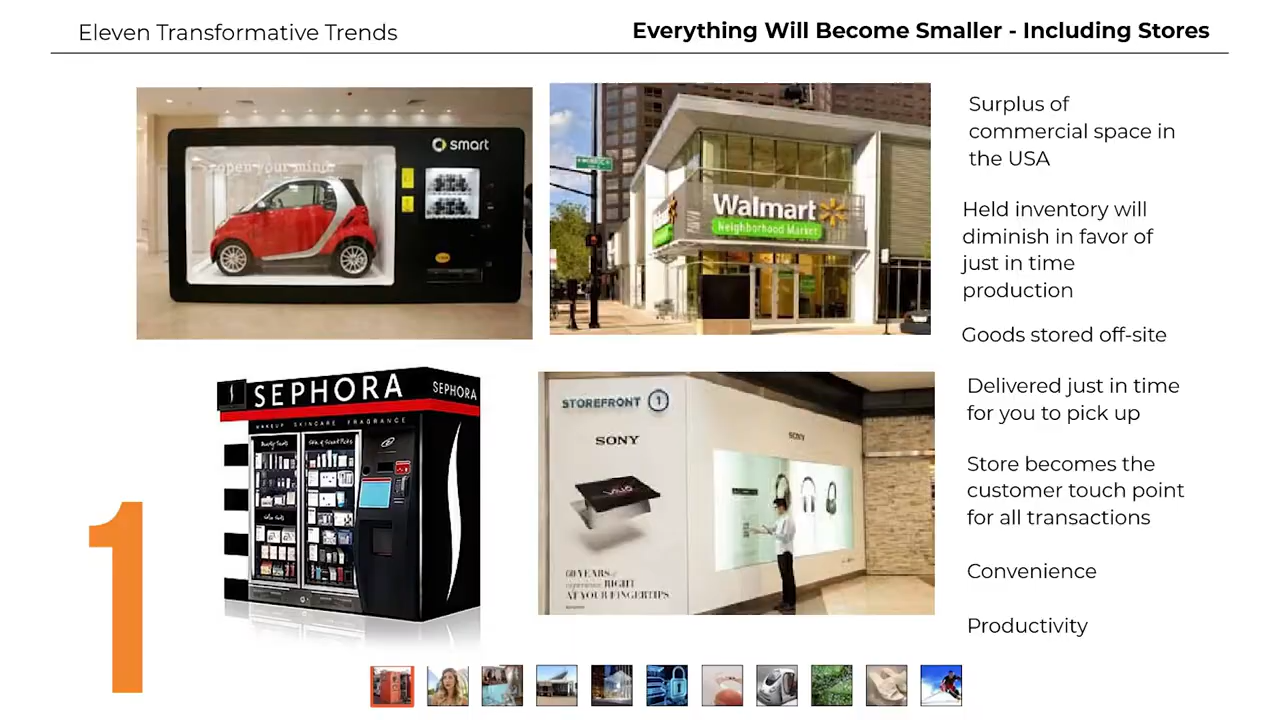 Eleven Transformative Trends
Everything Will Become Smaller - Including Stores
open your mind
smart
Walmart
Neighborhood Market
Surplus of
commercial space in
the USA
Held inventory will
diminish in favor of
just in time
production
Goods stored off-site
Delivered just in time
for you to pick up
Store becomes the
customer touch point
for all transactions
Convenience
Productivity
SEPHORA
SEPHORA
MAKEUP SKINCARE FRAGRANCE
STOREFRONT 1
SONY
SONY
VAIO
60 YEARS
experience RIGHT
AT YOUR FINGERTIPS
1